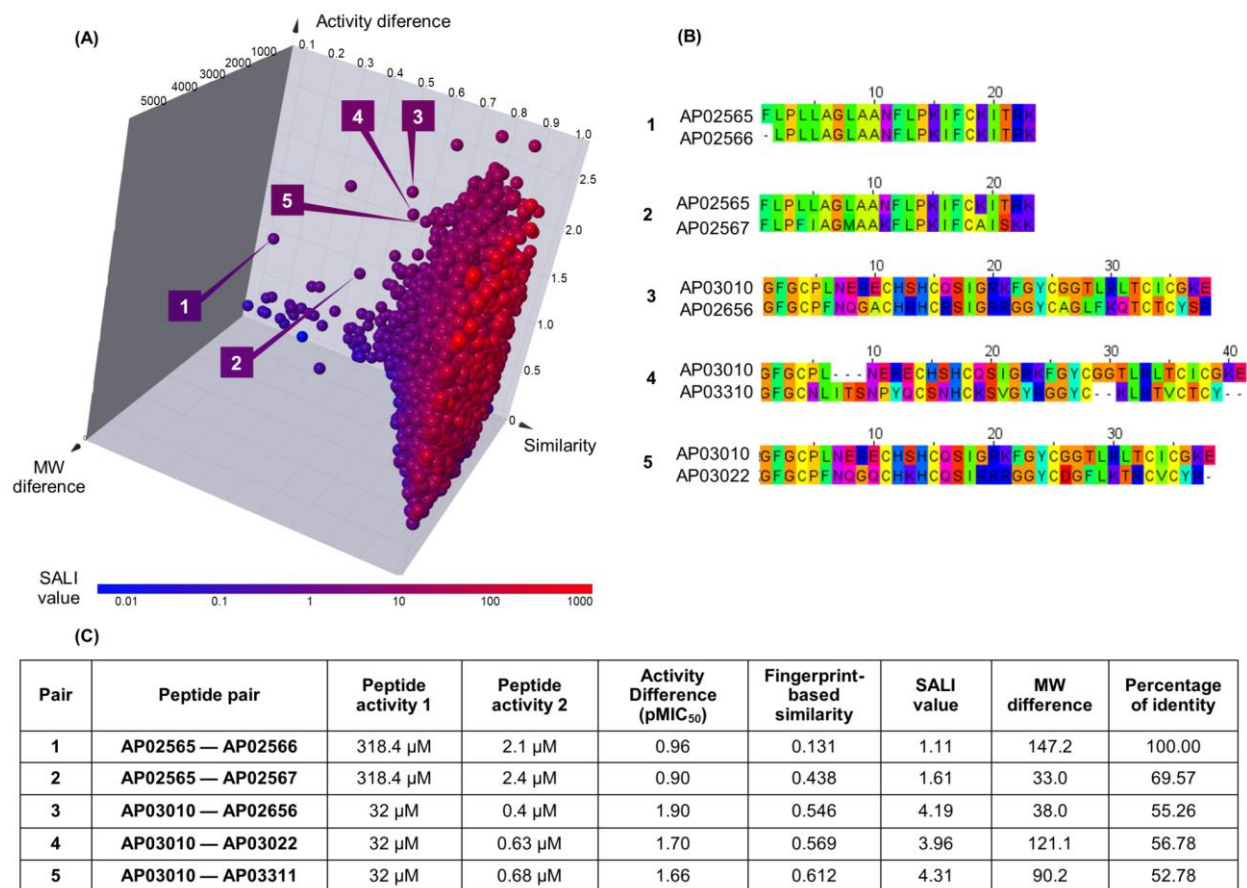 (A)
Activity diference
0.1 0.2 0.3 0.4 0.5 0.6 0.7 0.8 0.9 1.0
1000
2000
3000
4000
5000
2.5
2.0
1.5
1.0
0.5
0
4 3
5
1
2
Similarity
MW
diference
SALI
value
0.01 0.1 1 10 100 1000
(B)
10 20
1 AP02565 FLPLLAGLAANFLPKIFCKITRK
AP02566 -LPLLAGLAANFLPKIFCKITRK
10 20
2 AP02565 FLPLLAGLAANFLPKIFCKITRK
AP02567 FLPFIAGMAAKFLPKIFCAISKK
10 20 30
3 AP03010 GFGCPLNERECHSHCQSIGRKFGYCGGTLRLTCICGKE
AP02656 GFGCPFNQGACHRHCRSIGRRGGYCAGLFKQTCTCYSR
10 20 30 40
4 AP03010 GFGCPL---NERECHSHCQSIGRKFGYCGGTLRLTCICGKE
AP03310 GFGCNLITSNPYQCSNHCKSVGYRGGYC--KLRTVCTCY--
10 20 30
5 AP03010 GFGCPLNERECHSHCQSIGRKFGYCGGTLRLTCICGKE
AP03022 GFGCPFNQGQCHKHCQSIRRRGGYCDGFLKTRCVCYR-
(C)
Pair Peptide pair Peptide activity 1 Peptide activity 2 Activity Difference (pMIC50) Fingerprint-based similarity SALI value MW difference Percentage of identity
1 AP02565 — AP02566 318.4 µM 2.1 µM 0.96 0.131 1.11 147.2 100.00
2 AP02565 — AP02567 318.4 µM 2.4 µM 0.90 0.438 1.61 33.0 69.57
3 AP03010 — AP02656 32 µM 0.4 µM 1.90 0.546 4.19 38.0 55.26
4 AP03010 — AP03022 32 µM 0.63 µM 1.70 0.569 3.96 121.1 56.78
5 AP03010 — AP03311 32 µM 0.68 µM 1.66 0.612 4.31 90.2 52.78